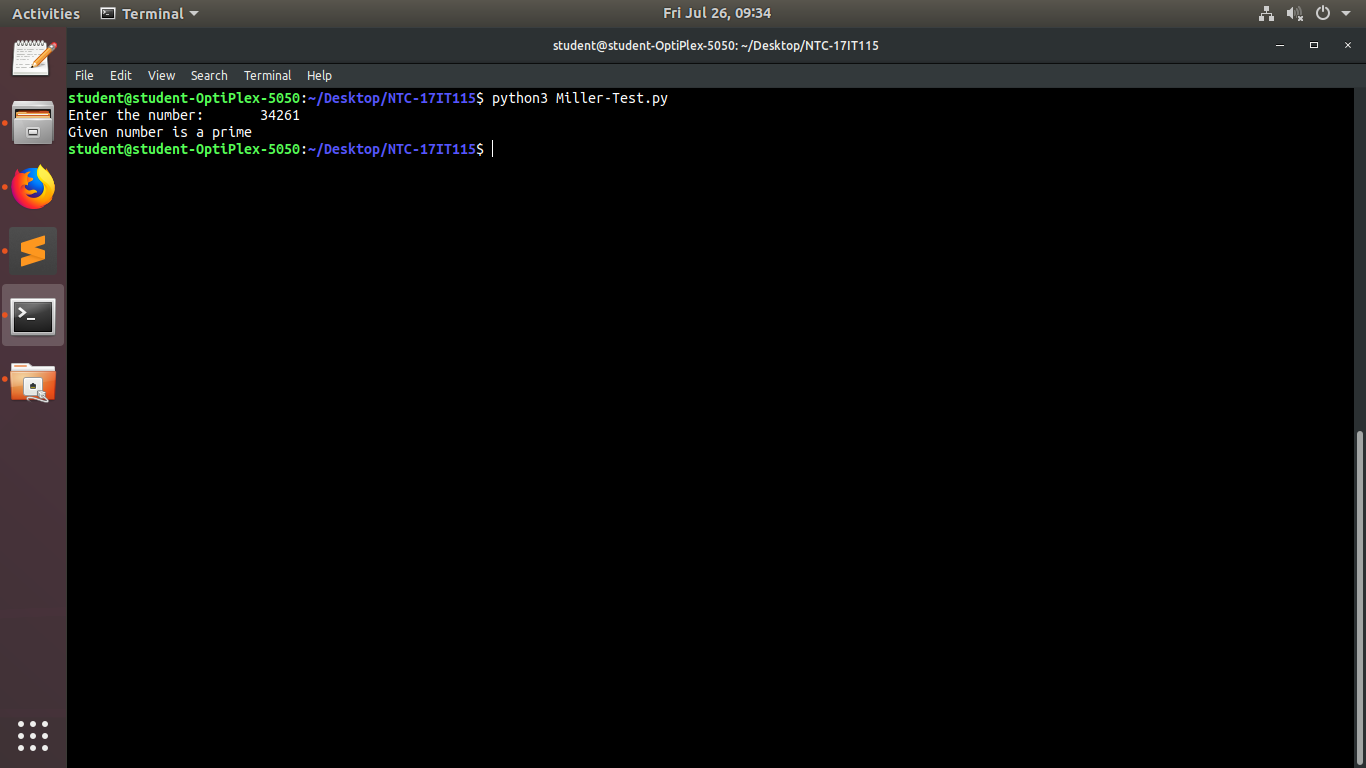 Activities Terminal Fri Jul 26, 09:34
student@student-OptiPlex-5050: ~/Desktop/NTC-17IT115
File Edit View Search Terminal Help
student@student-OptiPlex-5050:~/Desktop/NTC-17IT115$ python3 Miller-Test.py
Enter the number:       34261
Given number is a prime
student@student-OptiPlex-5050:~/Desktop/NTC-17IT115$